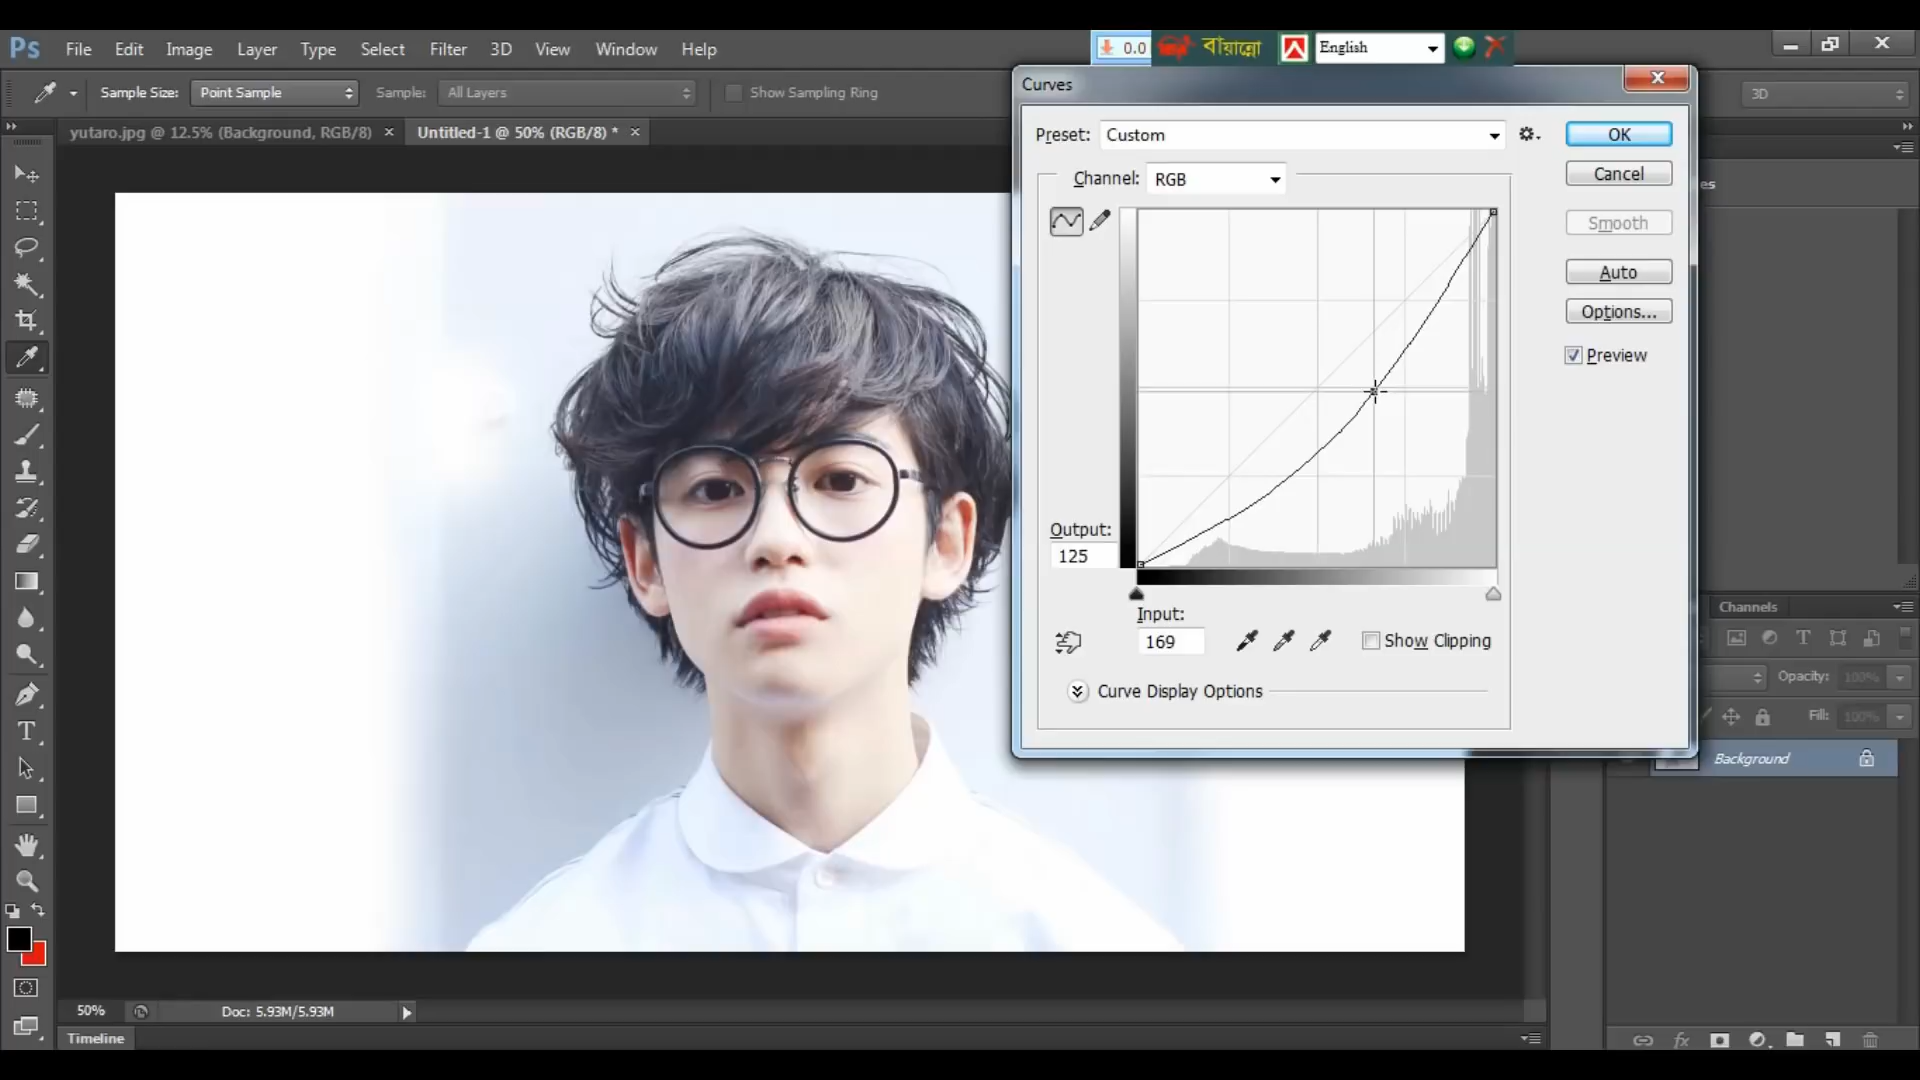 Ps File Edit Image Layer Type Select Filter 3D View Window Help
0.0 বায়ান্নো English
Sample Size: Point Sample Sample: All Layers Show Sampling Ring 3D
yutaro.jpg @ 12.5% (Background, RGB/8) × Untitled-1 @ 50% (RGB/8) * ×
Curves
Preset: Custom
OK
Channel: RGB
Cancel
Smooth
Auto
Options...
Preview
Output:
125
Input:
169
Show Clipping
Curve Display Options
Channels
Opacity: 100%
Fill: 100%
Background
50% Doc: 5.93M/5.93M
Timeline
fx